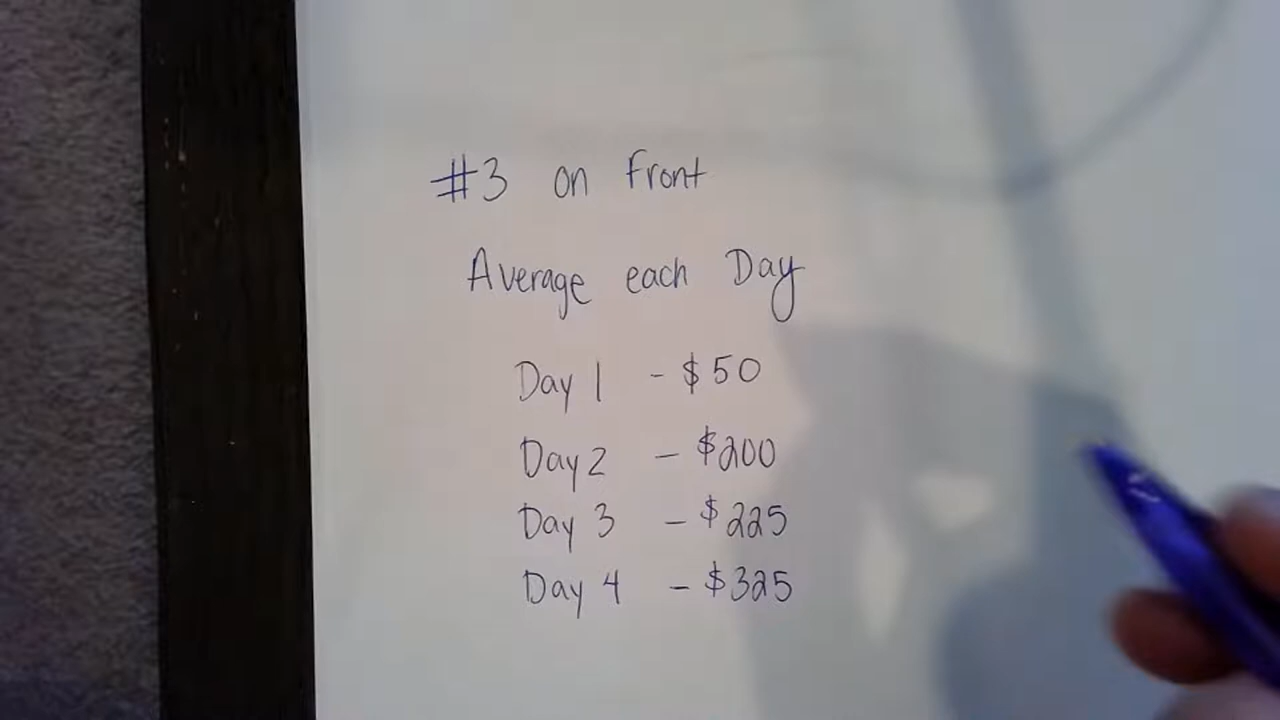 #3 on Front
Average each Day
Day 1 - $50
Day 2 - $200
Day 3 - $225
Day 4 - $325